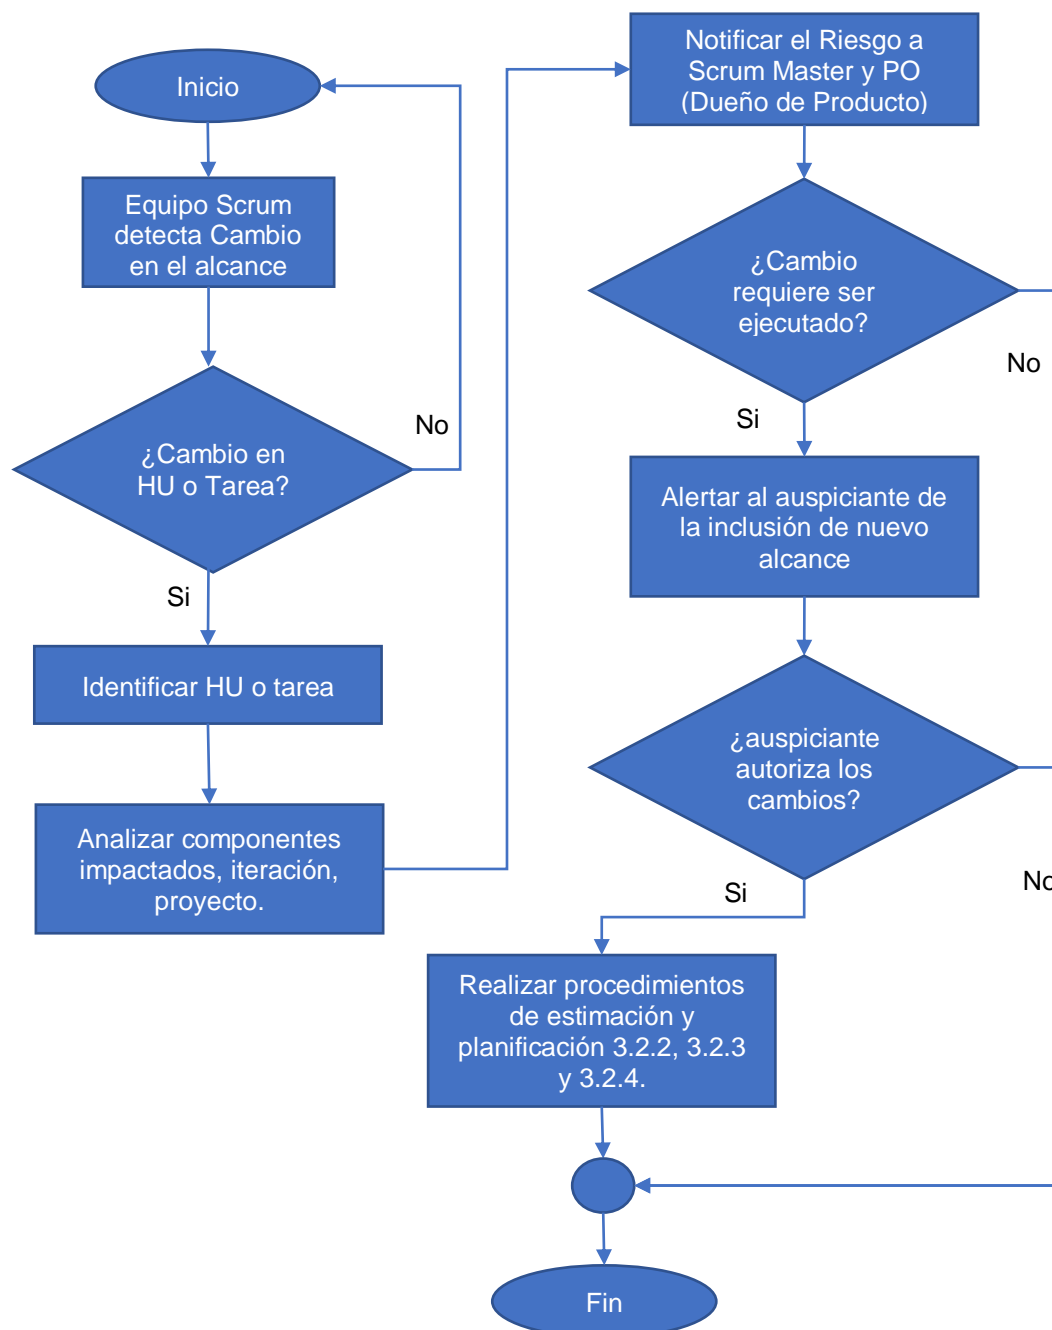 Inicio
Equipo Scrum
detecta Cambio
en el alcance
¿Cambio en
HU o Tarea?
No
Si
Identificar HU o tarea
Analizar componentes
impactados, iteración,
proyecto.
Notificar el Riesgo a
Scrum Master y PO
(Dueño de Producto)
¿Cambio
requiere ser
ejecutado?
No
Si
Alertar al auspiciante de
la inclusión de nuevo
alcance
¿auspiciante
autoriza los
cambios?
No
Si
Realizar procedimientos
de estimación y
planificación 3.2.2, 3.2.3
y 3.2.4.
Fin